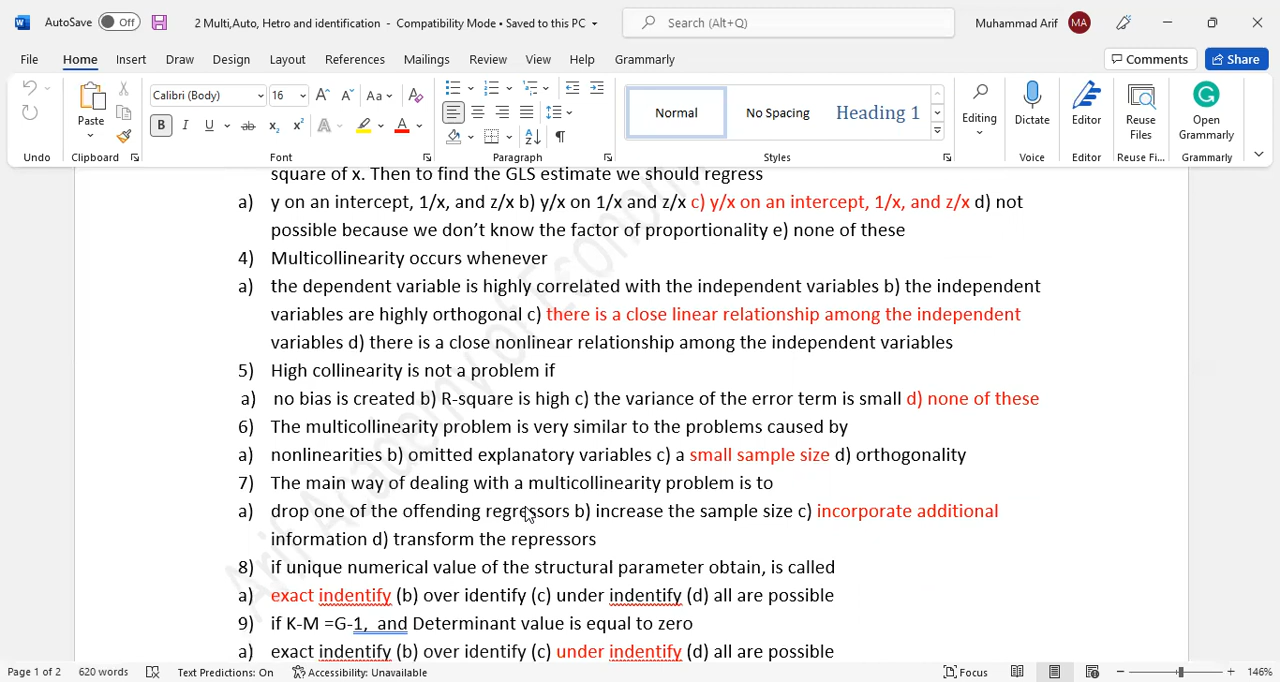 AutoSave Off 2 Multi,Auto, Hetro and identification - Compatibility Mode • Saved to this PC Search (Alt+Q) Muhammad Arif MA
File Home Insert Draw Design Layout References Mailings Review View Help Grammarly Comments Share
Paste Calibri (Body) 16 Normal No Spacing Heading 1 Editing Dictate Editor Reuse Files Open Grammarly
Undo Clipboard Font Paragraph Styles Voice Editor Reuse Fi... Grammarly
square of x. Then to find the GLS estimate we should regress
a) y on an intercept, 1/x, and z/x b) y/x on 1/x and z/x c) y/x on an intercept, 1/x, and z/x d) not
possible because we don’t know the factor of proportionality e) none of these
4) Multicollinearity occurs whenever
a) the dependent variable is highly correlated with the independent variables b) the independent
variables are highly orthogonal c) there is a close linear relationship among the independent
variables d) there is a close nonlinear relationship among the independent variables
5) High collinearity is not a problem if
a) no bias is created b) R-square is high c) the variance of the error term is small d) none of these
6) The multicollinearity problem is very similar to the problems caused by
a) nonlinearities b) omitted explanatory variables c) a small sample size d) orthogonality
7) The main way of dealing with a multicollinearity problem is to
a) drop one of the offending regressors b) increase the sample size c) incorporate additional
information d) transform the repressors
8) if unique numerical value of the structural parameter obtain, is called
a) exact indentify (b) over identify (c) under indentify (d) all are possible
9) if K-M =G-1, and Determinant value is equal to zero
a) exact indentify (b) over identify (c) under indentify (d) all are possible
Arif Academy of Econom
Page 1 of 2 620 words Text Predictions: On Accessibility: Unavailable Focus 146%